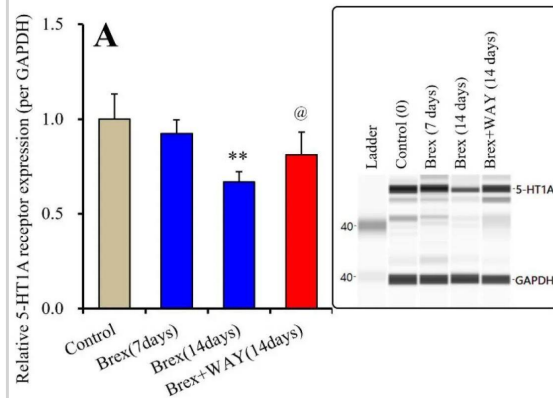 Relative 5-HT1A receptor expression (per GAPDH)
A
1.5
1.0
0.5
0.0
**
@
Control
Brex(7days)
Brex(14days)
Brex+WAY(14days)
Ladder
Control (0)
Brex (7 days)
Brex (14 days)
Brex+WAY (14 days)
5-HT1A
40
40
GAPDH